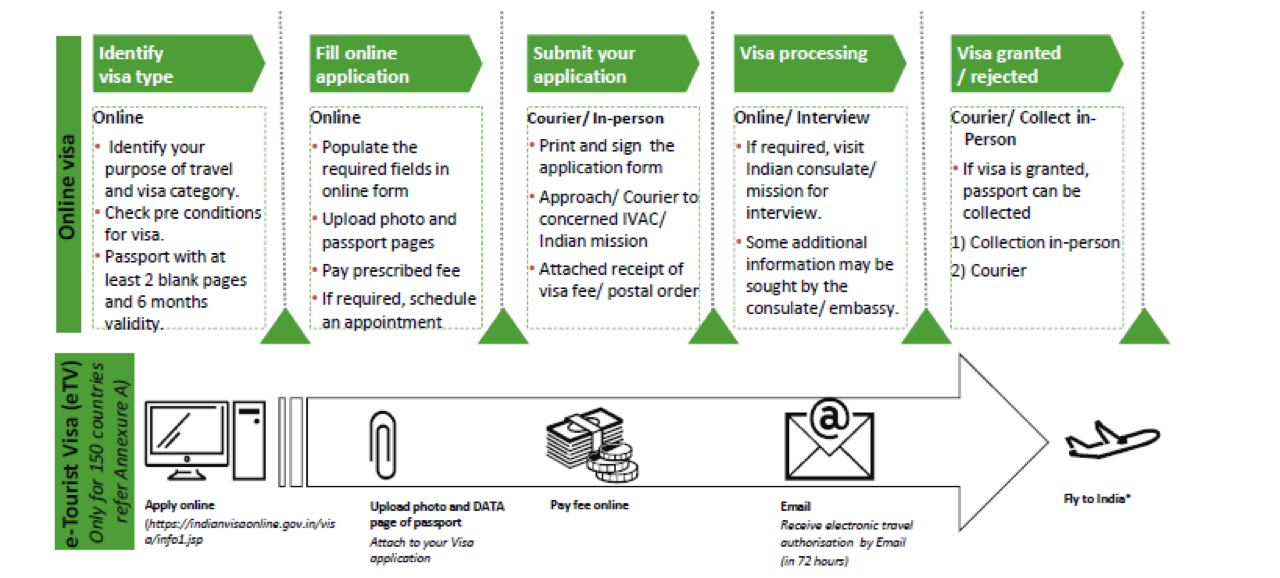 Online visa
Identify
visa type
Online
• Identify your
purpose of travel
and visa category.
• Check pre conditions
for visa.
• Passport with at
least 2 blank pages
and 6 months
validity.
Fill online
application
Online
• Populate the
required fields in
online form
• Upload photo and
passport pages
• Pay prescribed fee
• If required, schedule
an appointment
Submit your
application
Courier/ In-person
• Print and sign the
application form
• Approach/ Courier to
concerned IVAC/
Indian mission
• Attached receipt of
visa fee/ postal order
Visa processing
Online/ Interview
• If required, visit
Indian consulate/
mission for
interview.
• Some additional
information may be
sought by the
consulate/ embassy.
Visa granted
/ rejected
Courier/ Collect in-
Person
• If visa is granted,
passport can be
collected
1) Collection in-person
2) Courier
e-Tourist Visa (eTV)
Only for 150 countries
refer Annexure A)
Apply online
(https://indianvisaonline.gov.in/vis
a/info1.jsp
Upload photo and DATA
page of passport
Attach to your Visa
application
Pay fee online
@
Email
Receive electronic travel
authorisation by Email
(in 72 hours)
Fly to India*